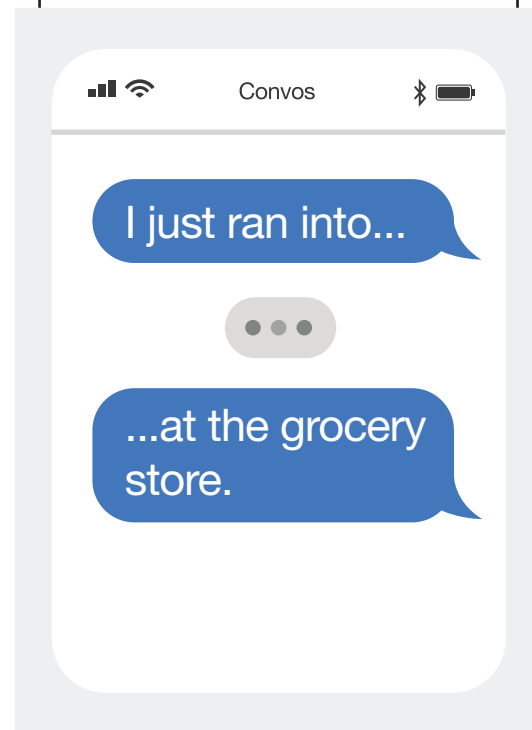 Convos
I just ran into...
...at the grocery
store.